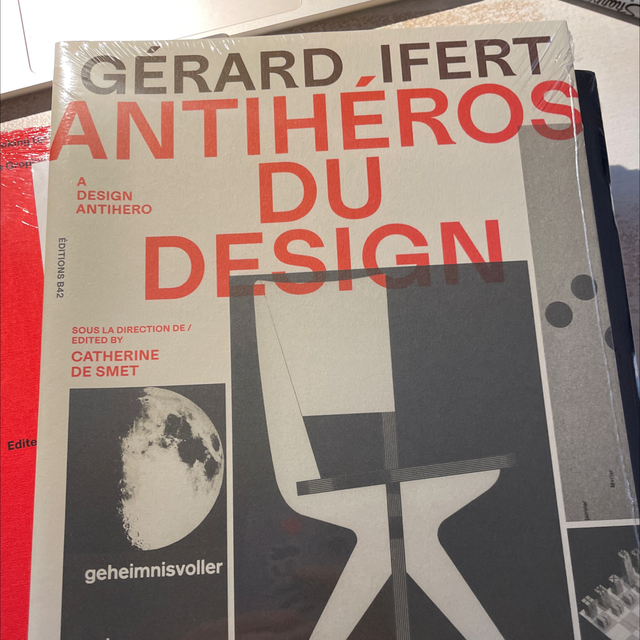 GÉRARD IFERT
ANTIHÉROS
DU
DESIGN
A
DESIGN
ANTIHERO
ÉDITIONS B42
SOUS LA DIRECTION DE /
EDITED BY
CATHERINE
DE SMET
geheimnisvoller
Edite